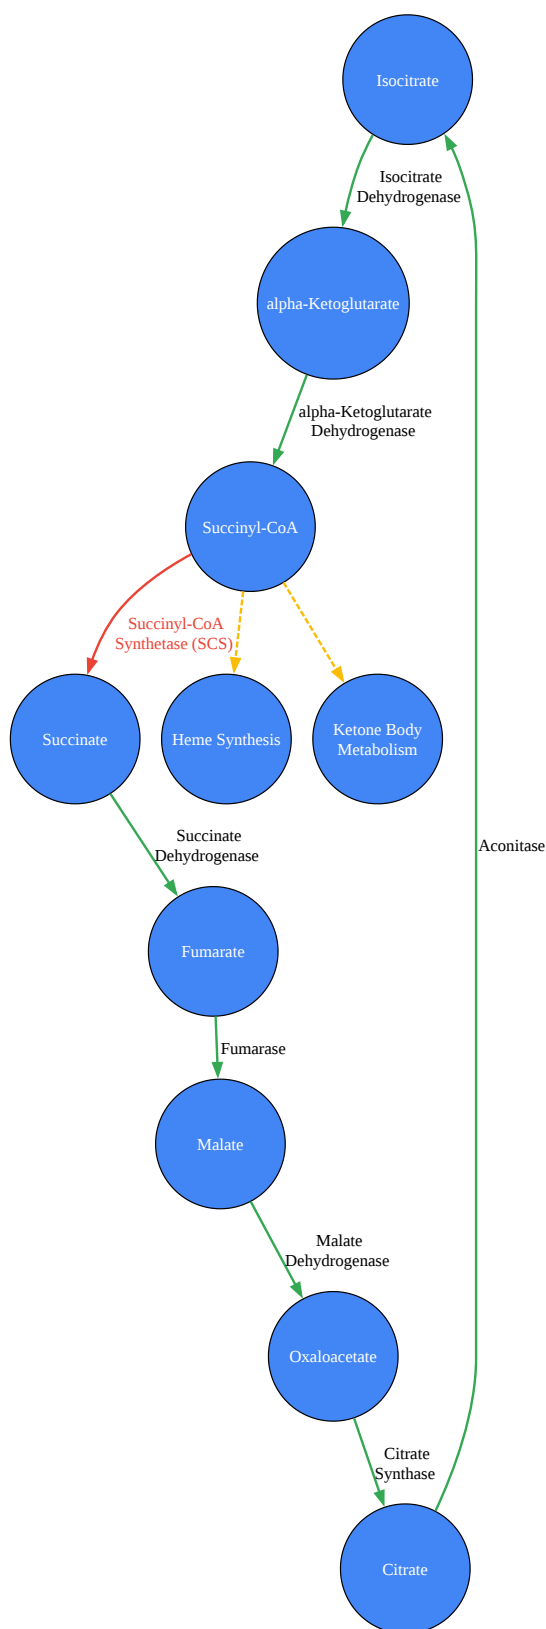 Isocitrate
Isocitrate
Dehydrogenase
alpha-Ketoglutarate
alpha-Ketoglutarate
Dehydrogenase
Succinyl-CoA
Succinyl-CoA
Synthetase (SCS)
Succinate
Heme Synthesis
Ketone Body
Metabolism
Succinate
Dehydrogenase
Aconitase
Fumarate
Fumarase
Malate
Malate
Dehydrogenase
Oxaloacetate
Citrate
Synthase
Citrate